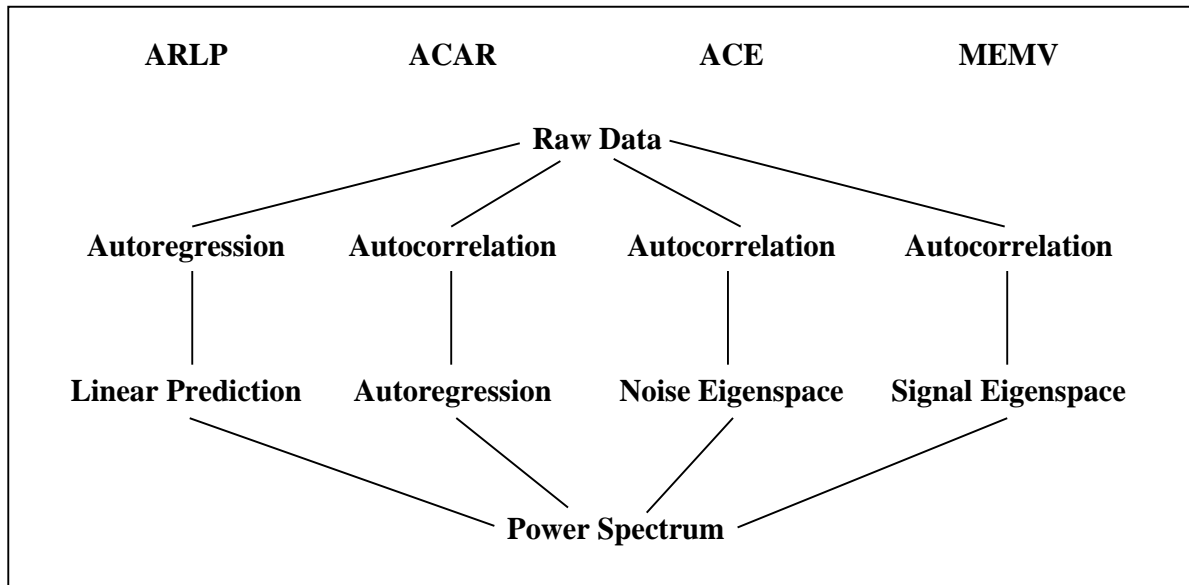 ARLP ACAR ACE MEMV
Raw Data
Autoregression Autocorrelation Autocorrelation Autocorrelation
Linear Prediction Autoregression Noise Eigenspace Signal Eigenspace
Power Spectrum